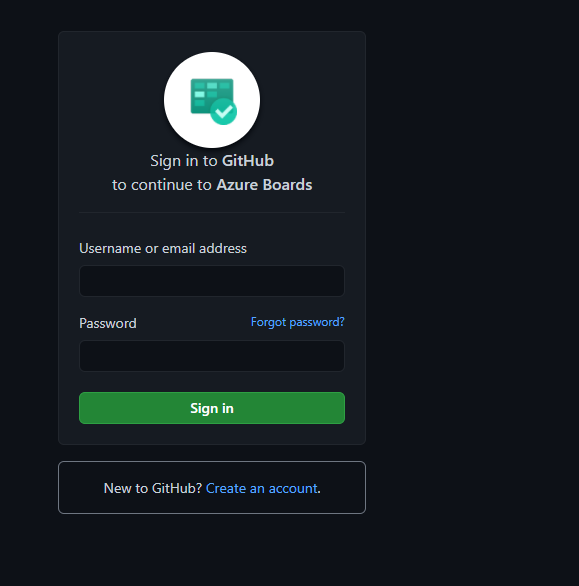 Sign in to GitHub
to continue to Azure Boards
Username or email address
Password Forgot password?
Sign in
New to GitHub? Create an account.